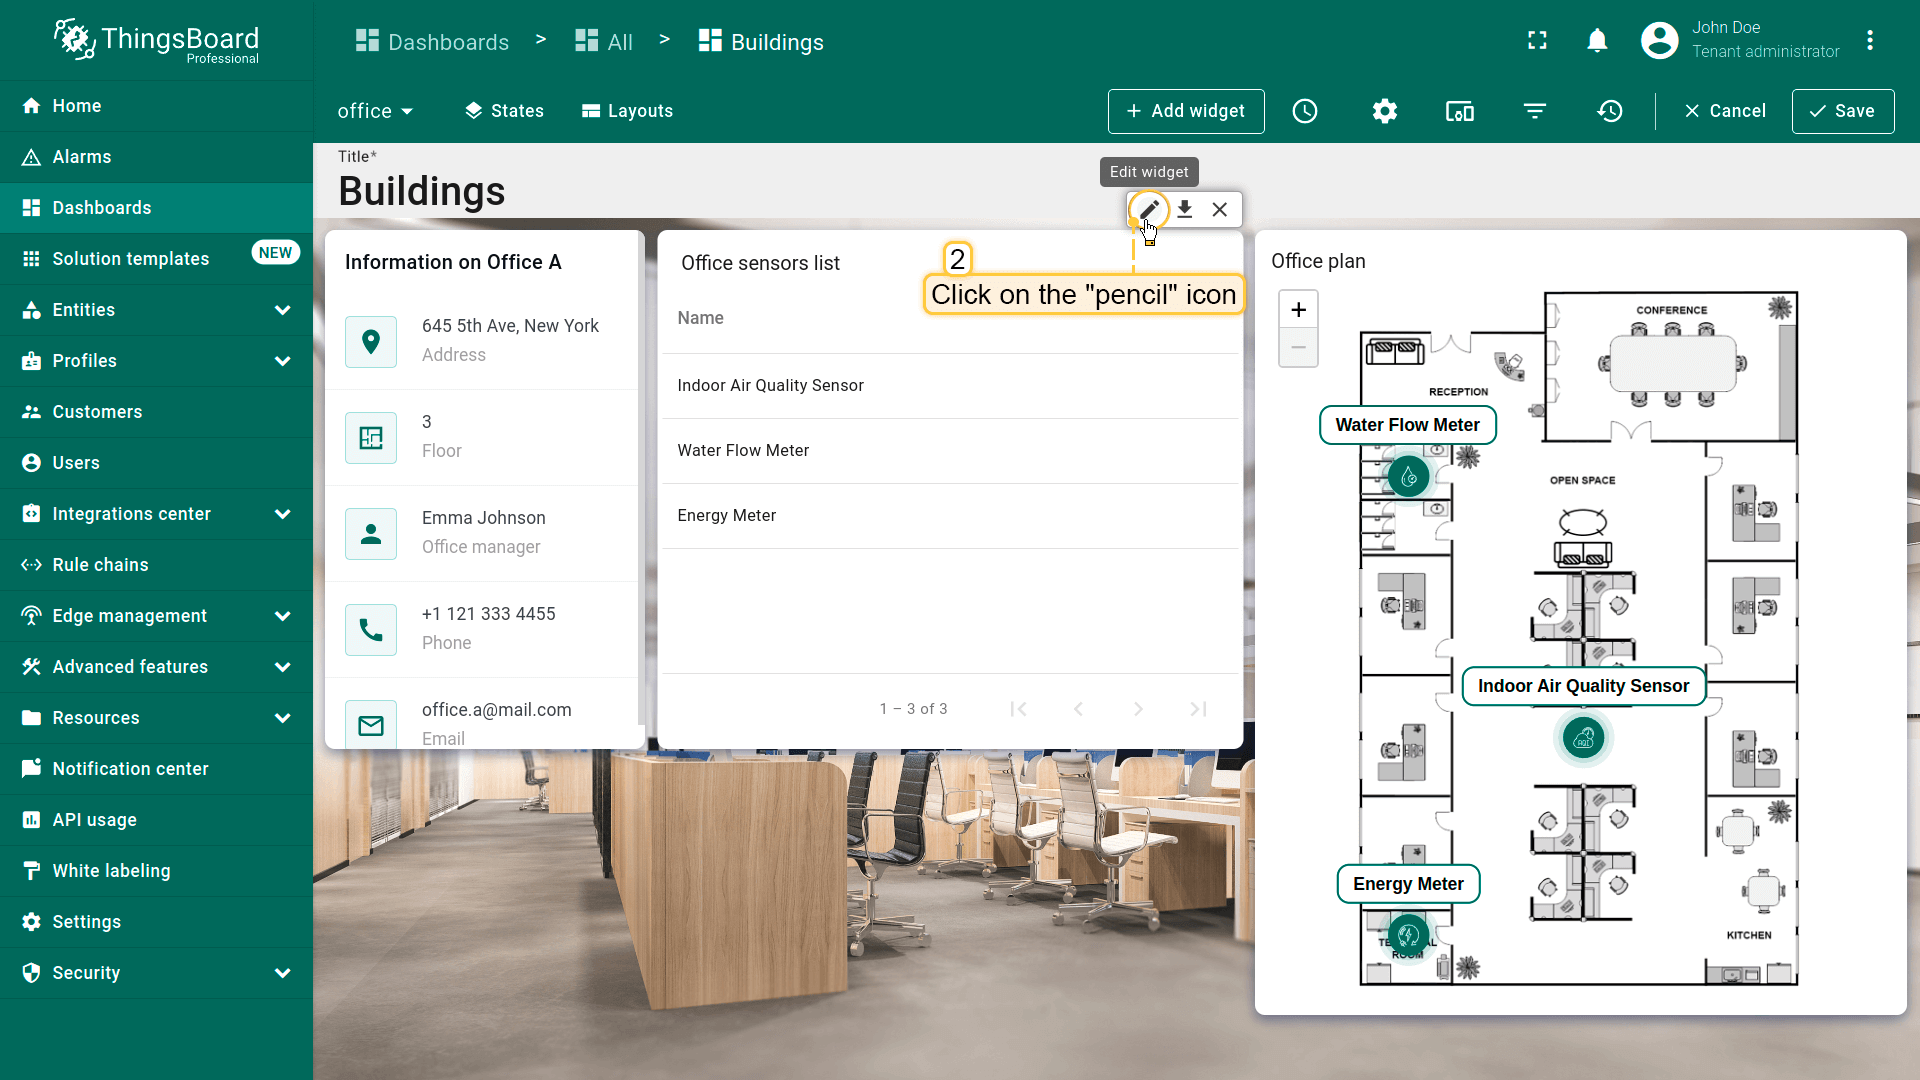 ThingsBoard
Professional
Dashboards > All > Buildings
John Doe
Tenant administrator
office
States
Layouts
+ Add widget
Cancel
Save
Home
Alarms
Dashboards
Solution templates
NEW
Entities
Profiles
Customers
Users
Integrations center
Rule chains
Edge management
Advanced features
Resources
Notification center
API usage
White labeling
Settings
Security
Title*
Buildings
Edit widget
2
Click on the "pencil" icon
Information on Office A
645 5th Ave, New York
Address
3
Floor
Emma Johnson
Office manager
+1 121 333 4455
Phone
office.a@mail.com
Email
Office sensors list
Name
Indoor Air Quality Sensor
Water Flow Meter
Energy Meter
1 – 3 of 3
Office plan
+
−
CONFERENCE
RECEPTION
Water Flow Meter
OPEN SPACE
Indoor Air Quality Sensor
AQI
Energy Meter
KITCHEN
ROOM